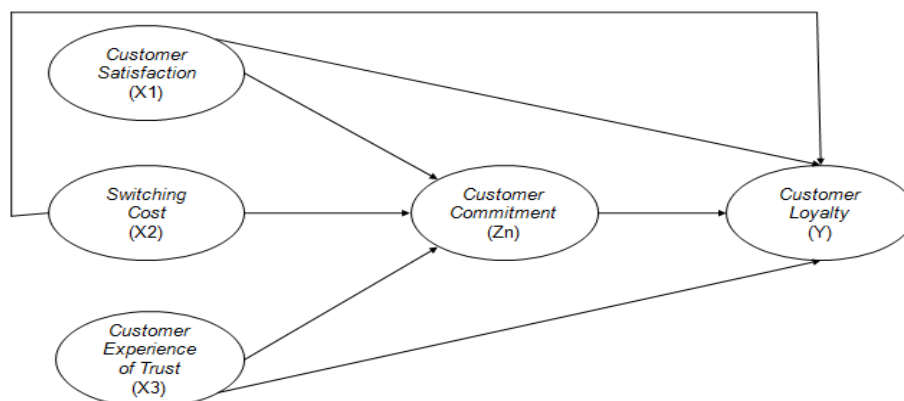 Customer
Satisfaction
(X1)
Switching
Cost
(X2)
Customer
Commitment
(Zn)
Customer
Loyalty
(Y)
Customer
Experience
of Trust
(X3)